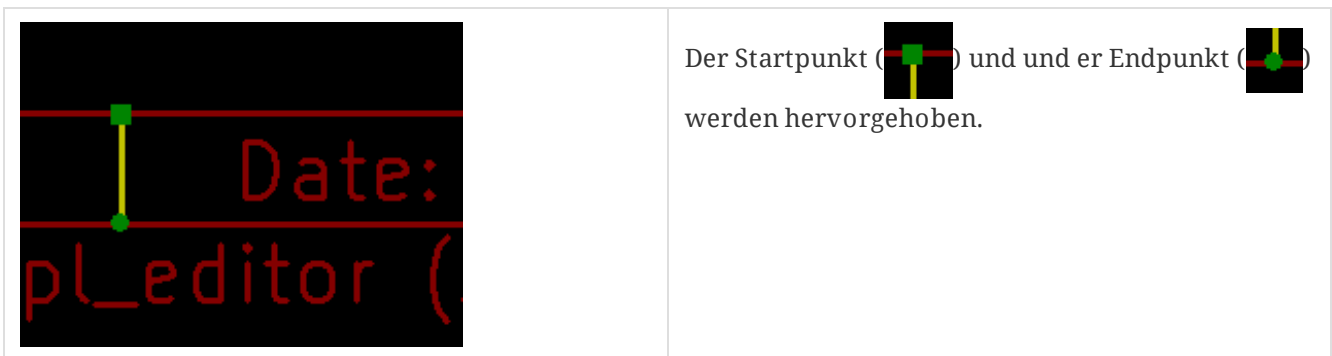 Date:
pl_editor (
Der Startpunkt ( ) und und er Endpunkt ( )
werden hervorgehoben.